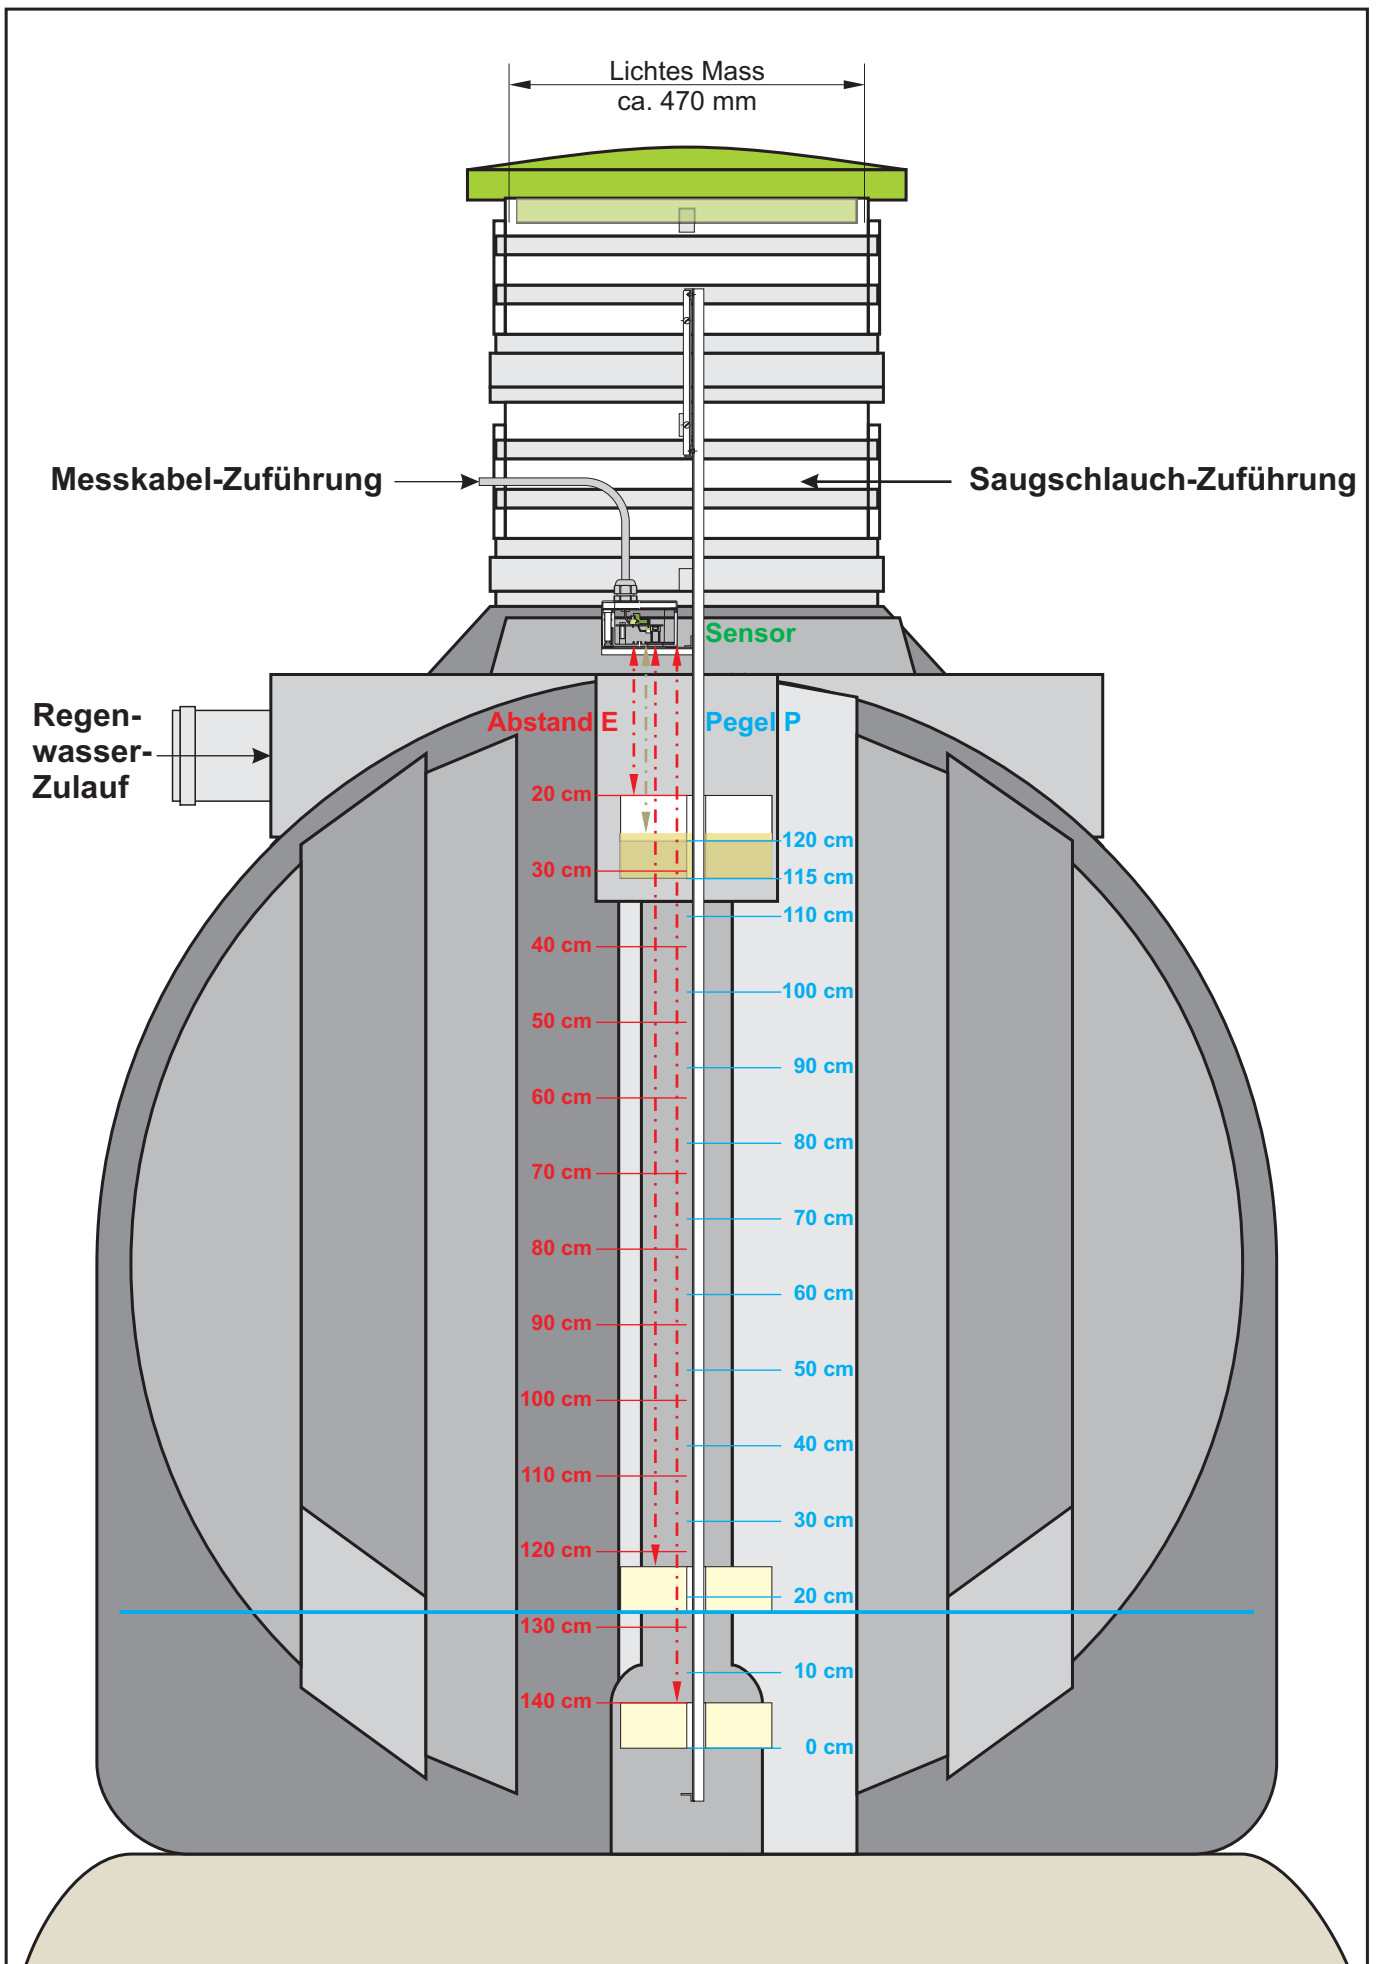 Lichtes Mass
ca. 470 mm
Messkabel-Zuführung
Saugschlauch-Zuführung
Sensor
Regen-
wasser-
Zulauf
Abstand E
Pegel P
20 cm
30 cm
40 cm
50 cm
60 cm
70 cm
80 cm
90 cm
100 cm
110 cm
120 cm
130 cm
140 cm
120 cm
115 cm
110 cm
100 cm
90 cm
80 cm
70 cm
60 cm
50 cm
40 cm
30 cm
20 cm
10 cm
0 cm